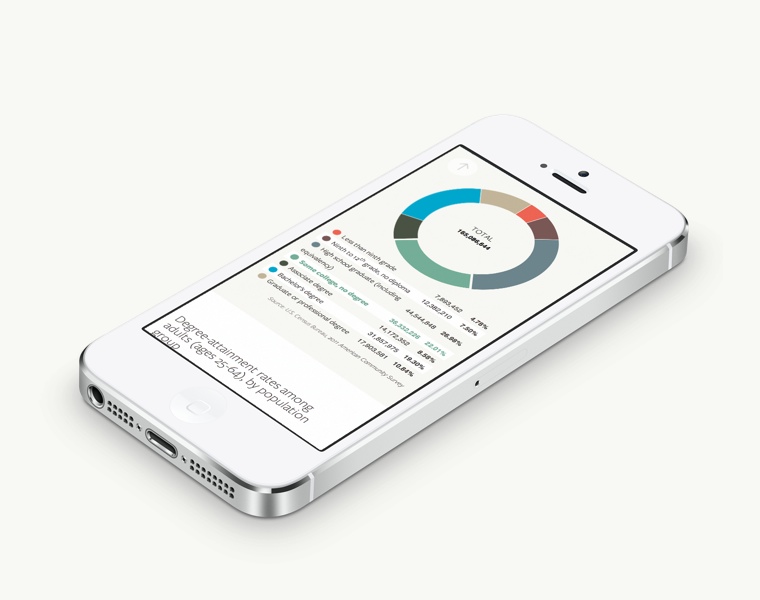 TOTAL
165,086,644
Less than ninth grade 7,893,452 4.78%
Ninth to 12th grade, no diploma 12,382,210 7.50%
High school graduate (including
equivalency) 44,544,848 26.98%
Some college, no degree 36,332,226 22.01%
Associate degree 14,172,352 8.58%
Bachelor's degree 31,857,975 19.30%
Graduate or professional degree 17,903,581 10.84%
Source: U.S. Census Bureau, 2011 American Community Survey
Degree-attainment rates among
adults (ages 25-64), by population
group